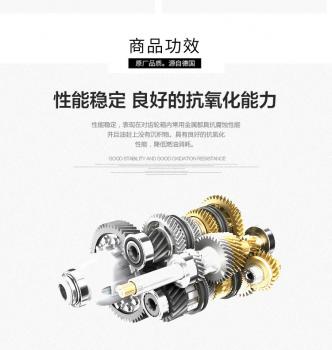 商品功效
原厂品质。源自德国
性能稳定 良好的抗氧化能力
性能稳定，表现在对齿轮箱内常用金属都具抗腐蚀性能
并且油封上没有沉积物。具有良好的抗氧化
性能，降低燃油消耗。
GOOD STABILITY AND GOOD OXIDATION RESISTANCE